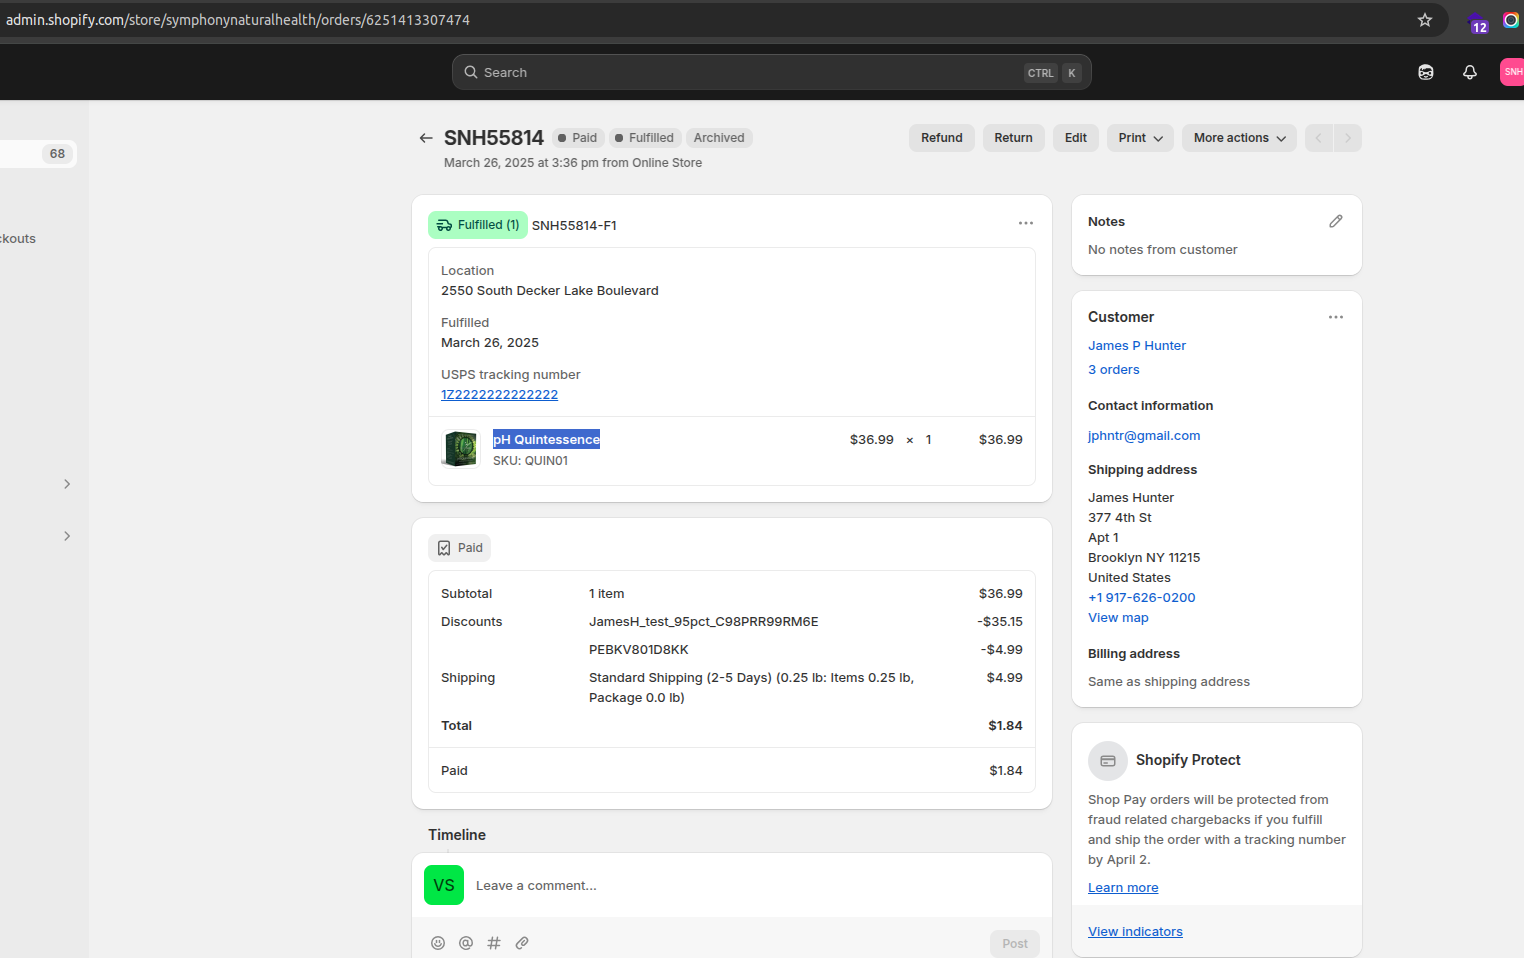 admin.shopify.com/store/symphonynaturalhealth/orders/6251413307474
12
Search
CTRL K
SNH
68
ckouts
SNH55814 Paid Fulfilled Archived
March 26, 2025 at 3:36 pm from Online Store
Refund Return Edit Print More actions
Fulfilled (1) SNH55814-F1
Location
2550 South Decker Lake Boulevard
Fulfilled
March 26, 2025
USPS tracking number
1Z2222222222222
pH Quintessence $36.99 × 1 $36.99
SKU: QUIN01
Paid
Subtotal 1 item $36.99
Discounts JamesH_test_95pct_C98PRR99RM6E -$35.15
PEBKV801D8KK -$4.99
Shipping Standard Shipping (2-5 Days) (0.25 lb: Items 0.25 lb, $4.99
Package 0.0 lb)
Total $1.84
Paid $1.84
Timeline
VS Leave a comment...
Post
Notes
No notes from customer
Customer
James P Hunter
3 orders
Contact information
jphntr@gmail.com
Shipping address
James Hunter
377 4th St
Apt 1
Brooklyn NY 11215
United States
+1 917-626-0200
View map
Billing address
Same as shipping address
Shopify Protect
Shop Pay orders will be protected from
fraud related chargebacks if you fulfill
and ship the order with a tracking number
by April 2.
Learn more
View indicators